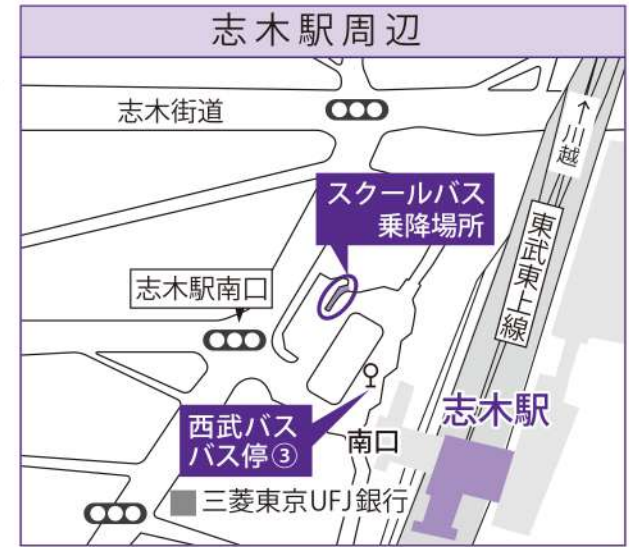 志木駅周辺
志木街道
↑川越
スクールバス
乗降場所
東武東上線
志木駅南口
志木駅
西武バス
バス停③
南口
三菱東京UFJ銀行